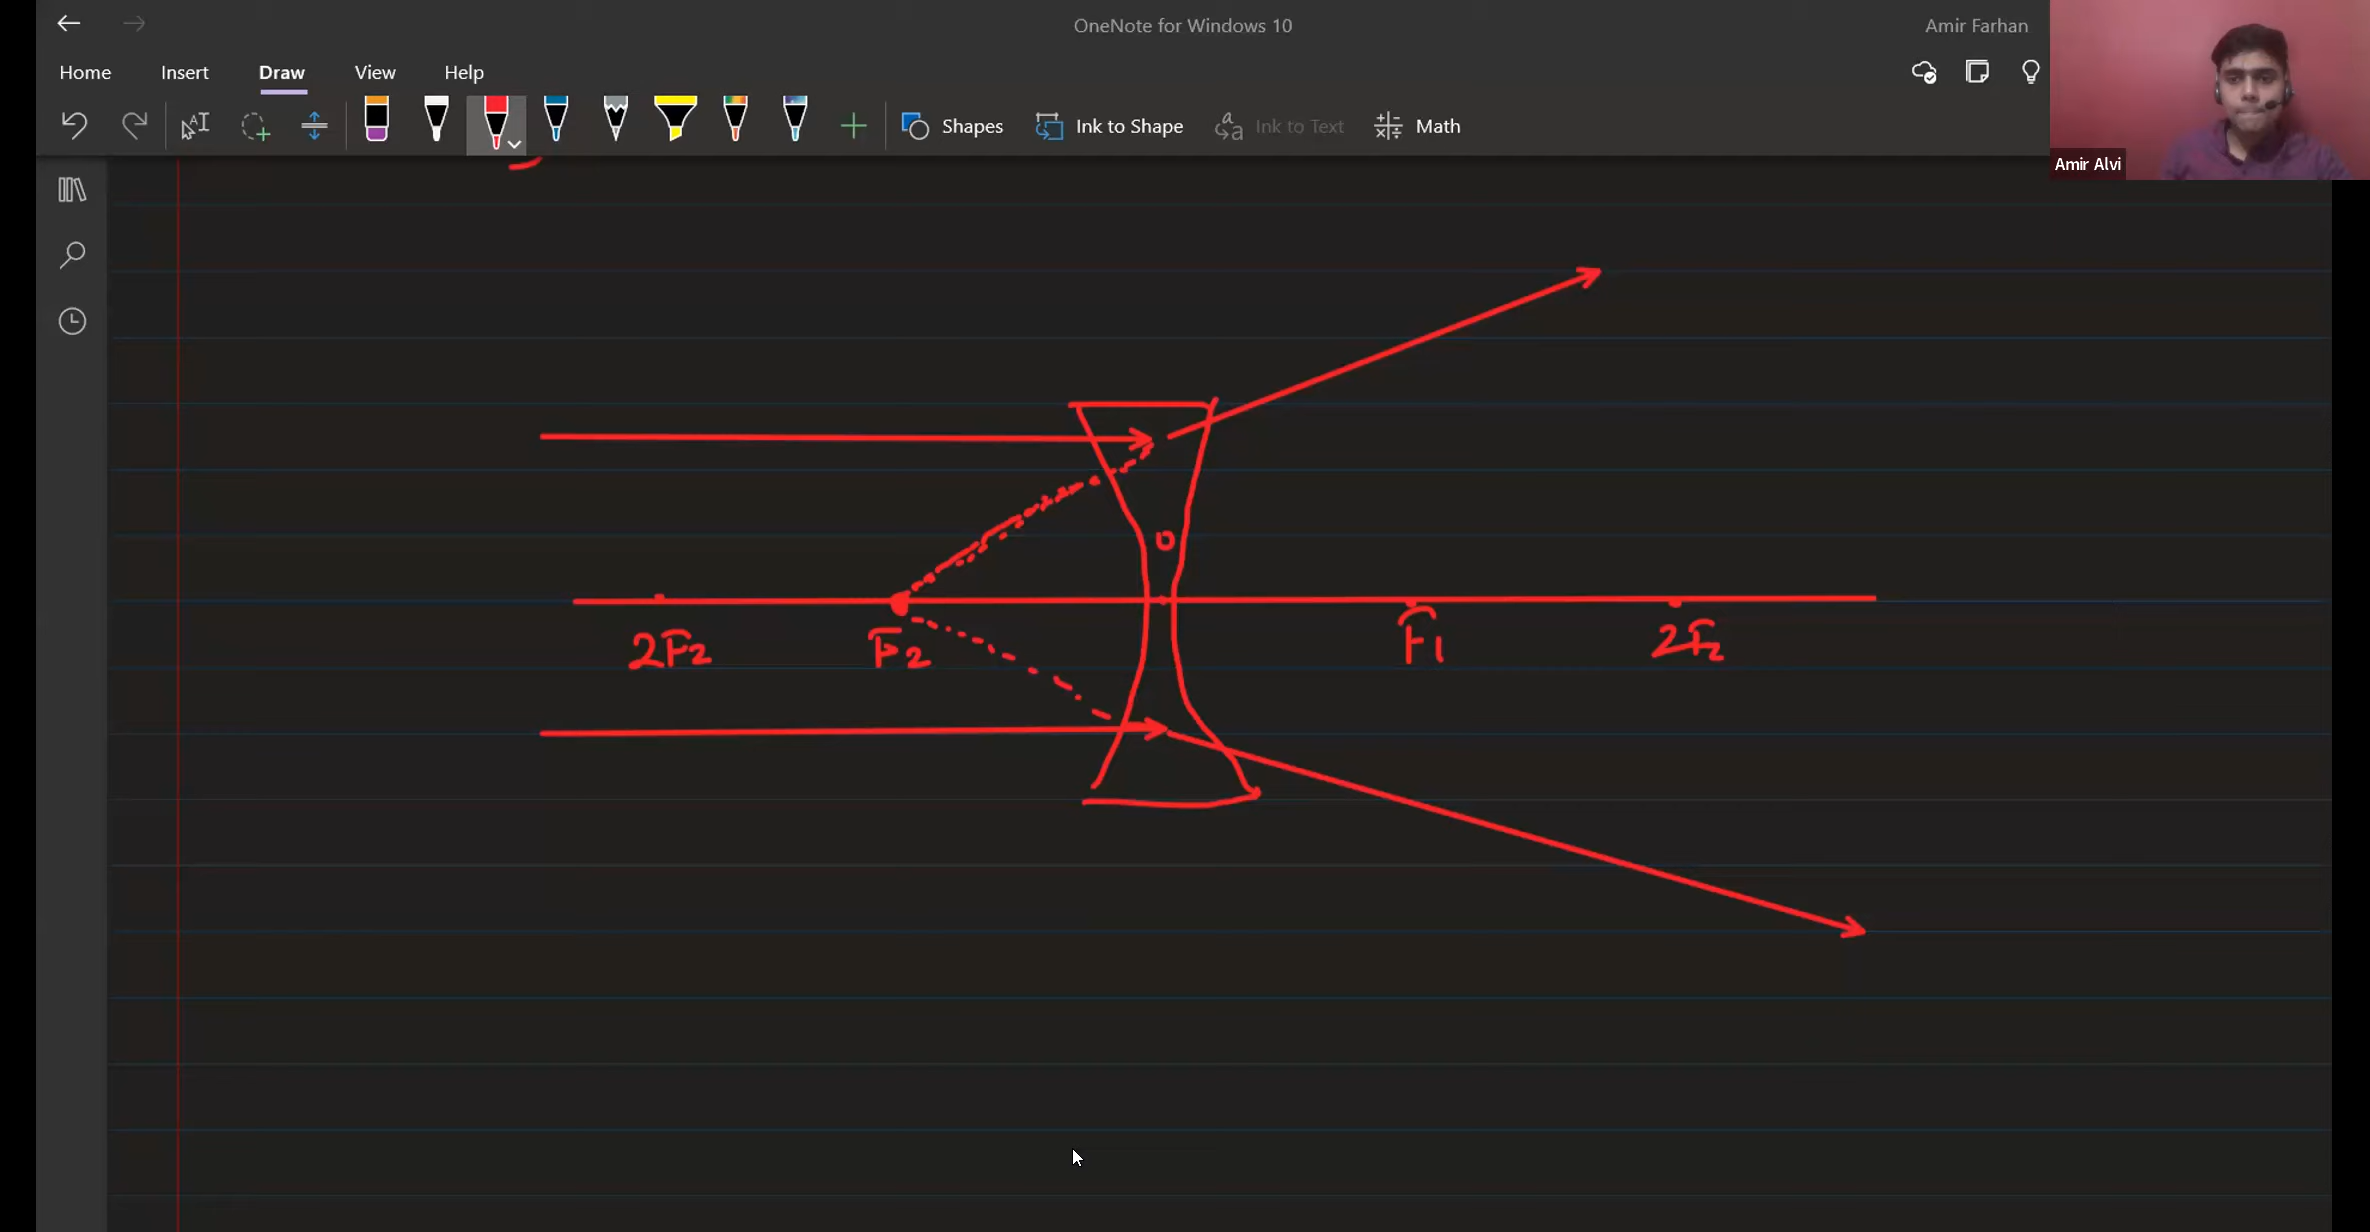 OneNote for Windows 10
Amir Farhan
Home Insert Draw View Help
Shapes Ink to Shape Ink to Text Math
Amir Alvi
O
2F2 F2 F1 2F2